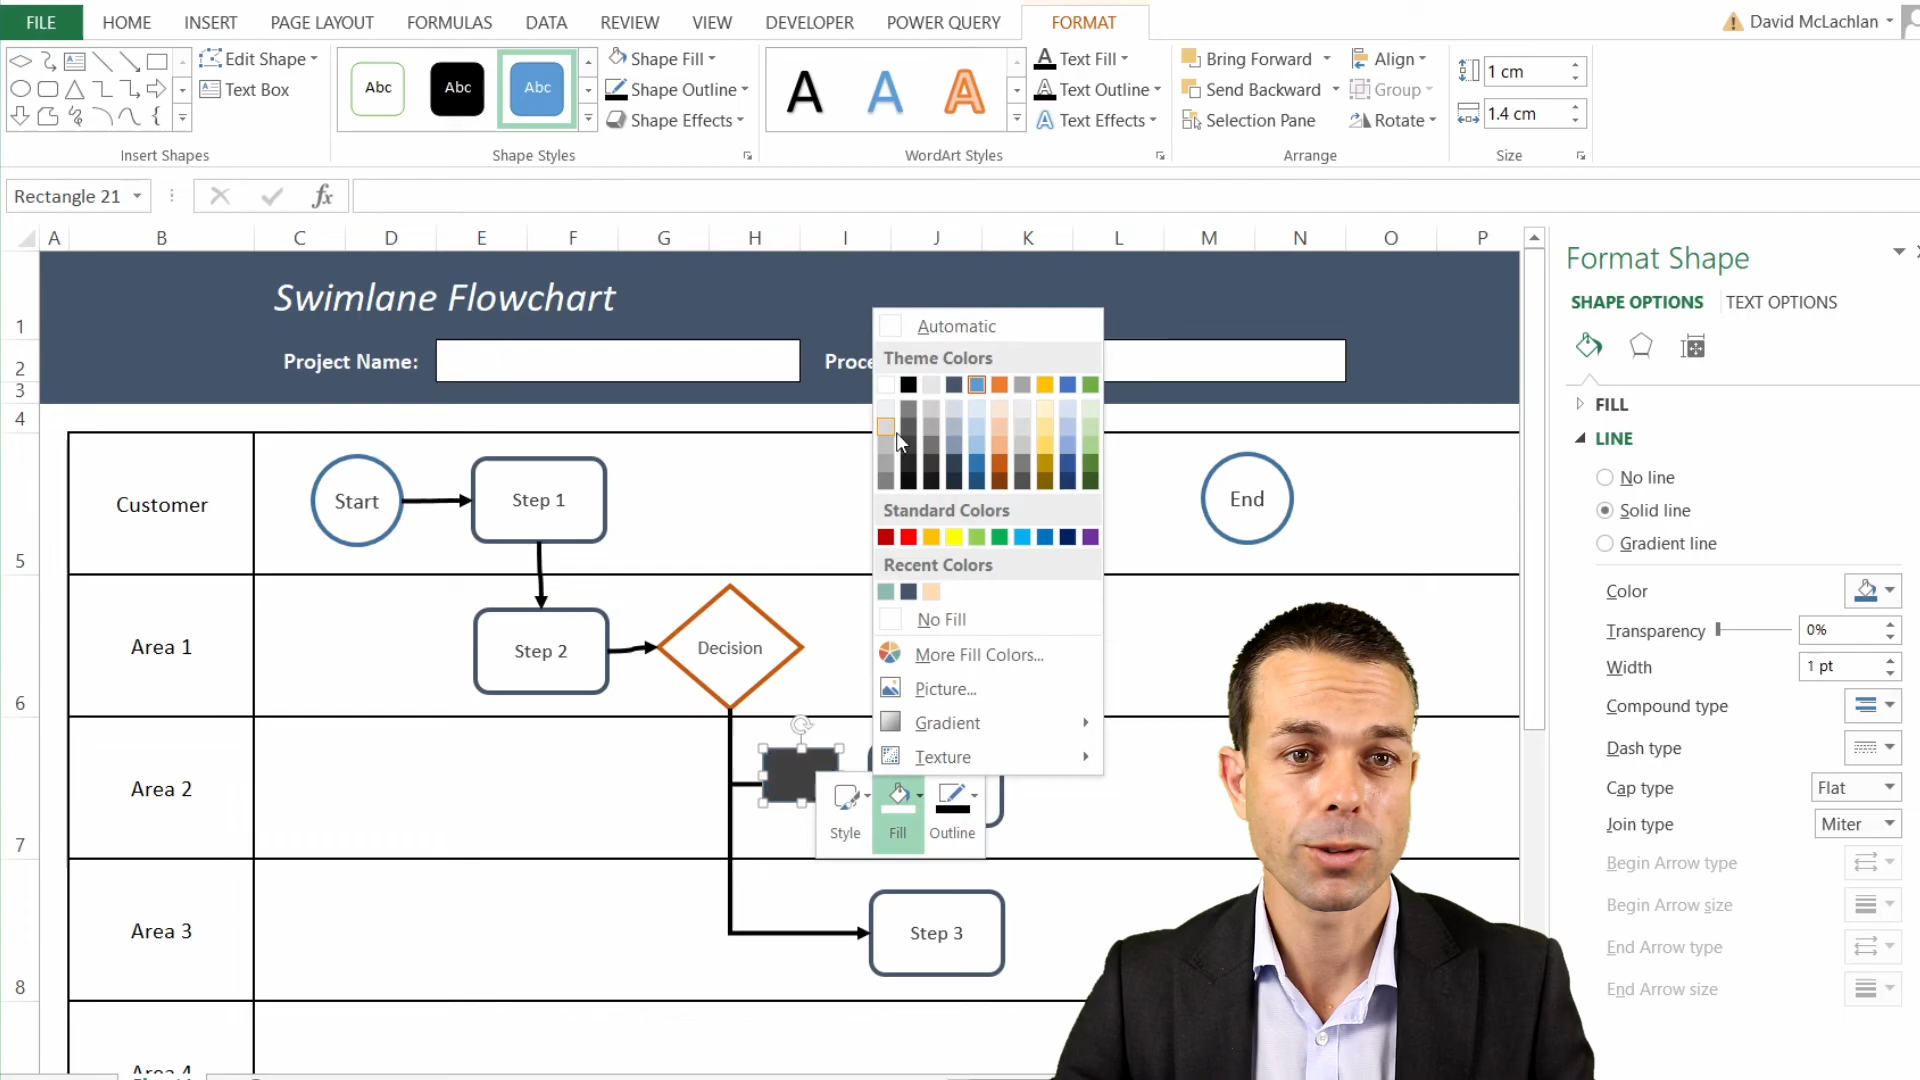 FILE HOME INSERT PAGE LAYOUT FORMULAS DATA REVIEW VIEW DEVELOPER POWER QUERY FORMAT David McLachlan
Edit Shape
Text Box
Insert Shapes
Abc Abc Abc
Shape Fill
Shape Outline
Shape Effects
Shape Styles
A A A
Text Fill
Text Outline
Text Effects
WordArt Styles
Bring Forward
Send Backward
Selection Pane
Align
Group
Rotate
Arrange
1 cm
1.4 cm
Size
Rectangle 21
fx
A B C D E F G H I J K L M N O P
1
2
3
4
5
6
7
8
Swimlane Flowchart
Project Name:
Proce
Customer
Start
Step 1
End
Area 1
Step 2
Decision
Area 2
Area 3
Step 3
Area 4
Automatic
Theme Colors
Standard Colors
Recent Colors
No Fill
More Fill Colors...
Picture...
Gradient
Texture
Style
Fill
Outline
Format Shape
SHAPE OPTIONS TEXT OPTIONS
FILL
LINE
No line
Solid line
Gradient line
Color
Transparency 0%
Width 1 pt
Compound type
Dash type
Cap type Flat
Join type Miter
Begin Arrow type
Begin Arrow size
End Arrow type
End Arrow size